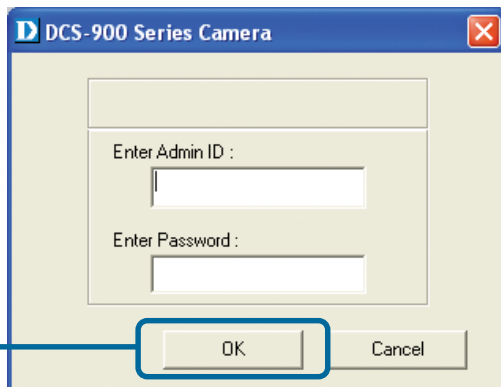 D DCS-900 Series Camera
Enter Admin ID :
Enter Password :
OK
Cancel